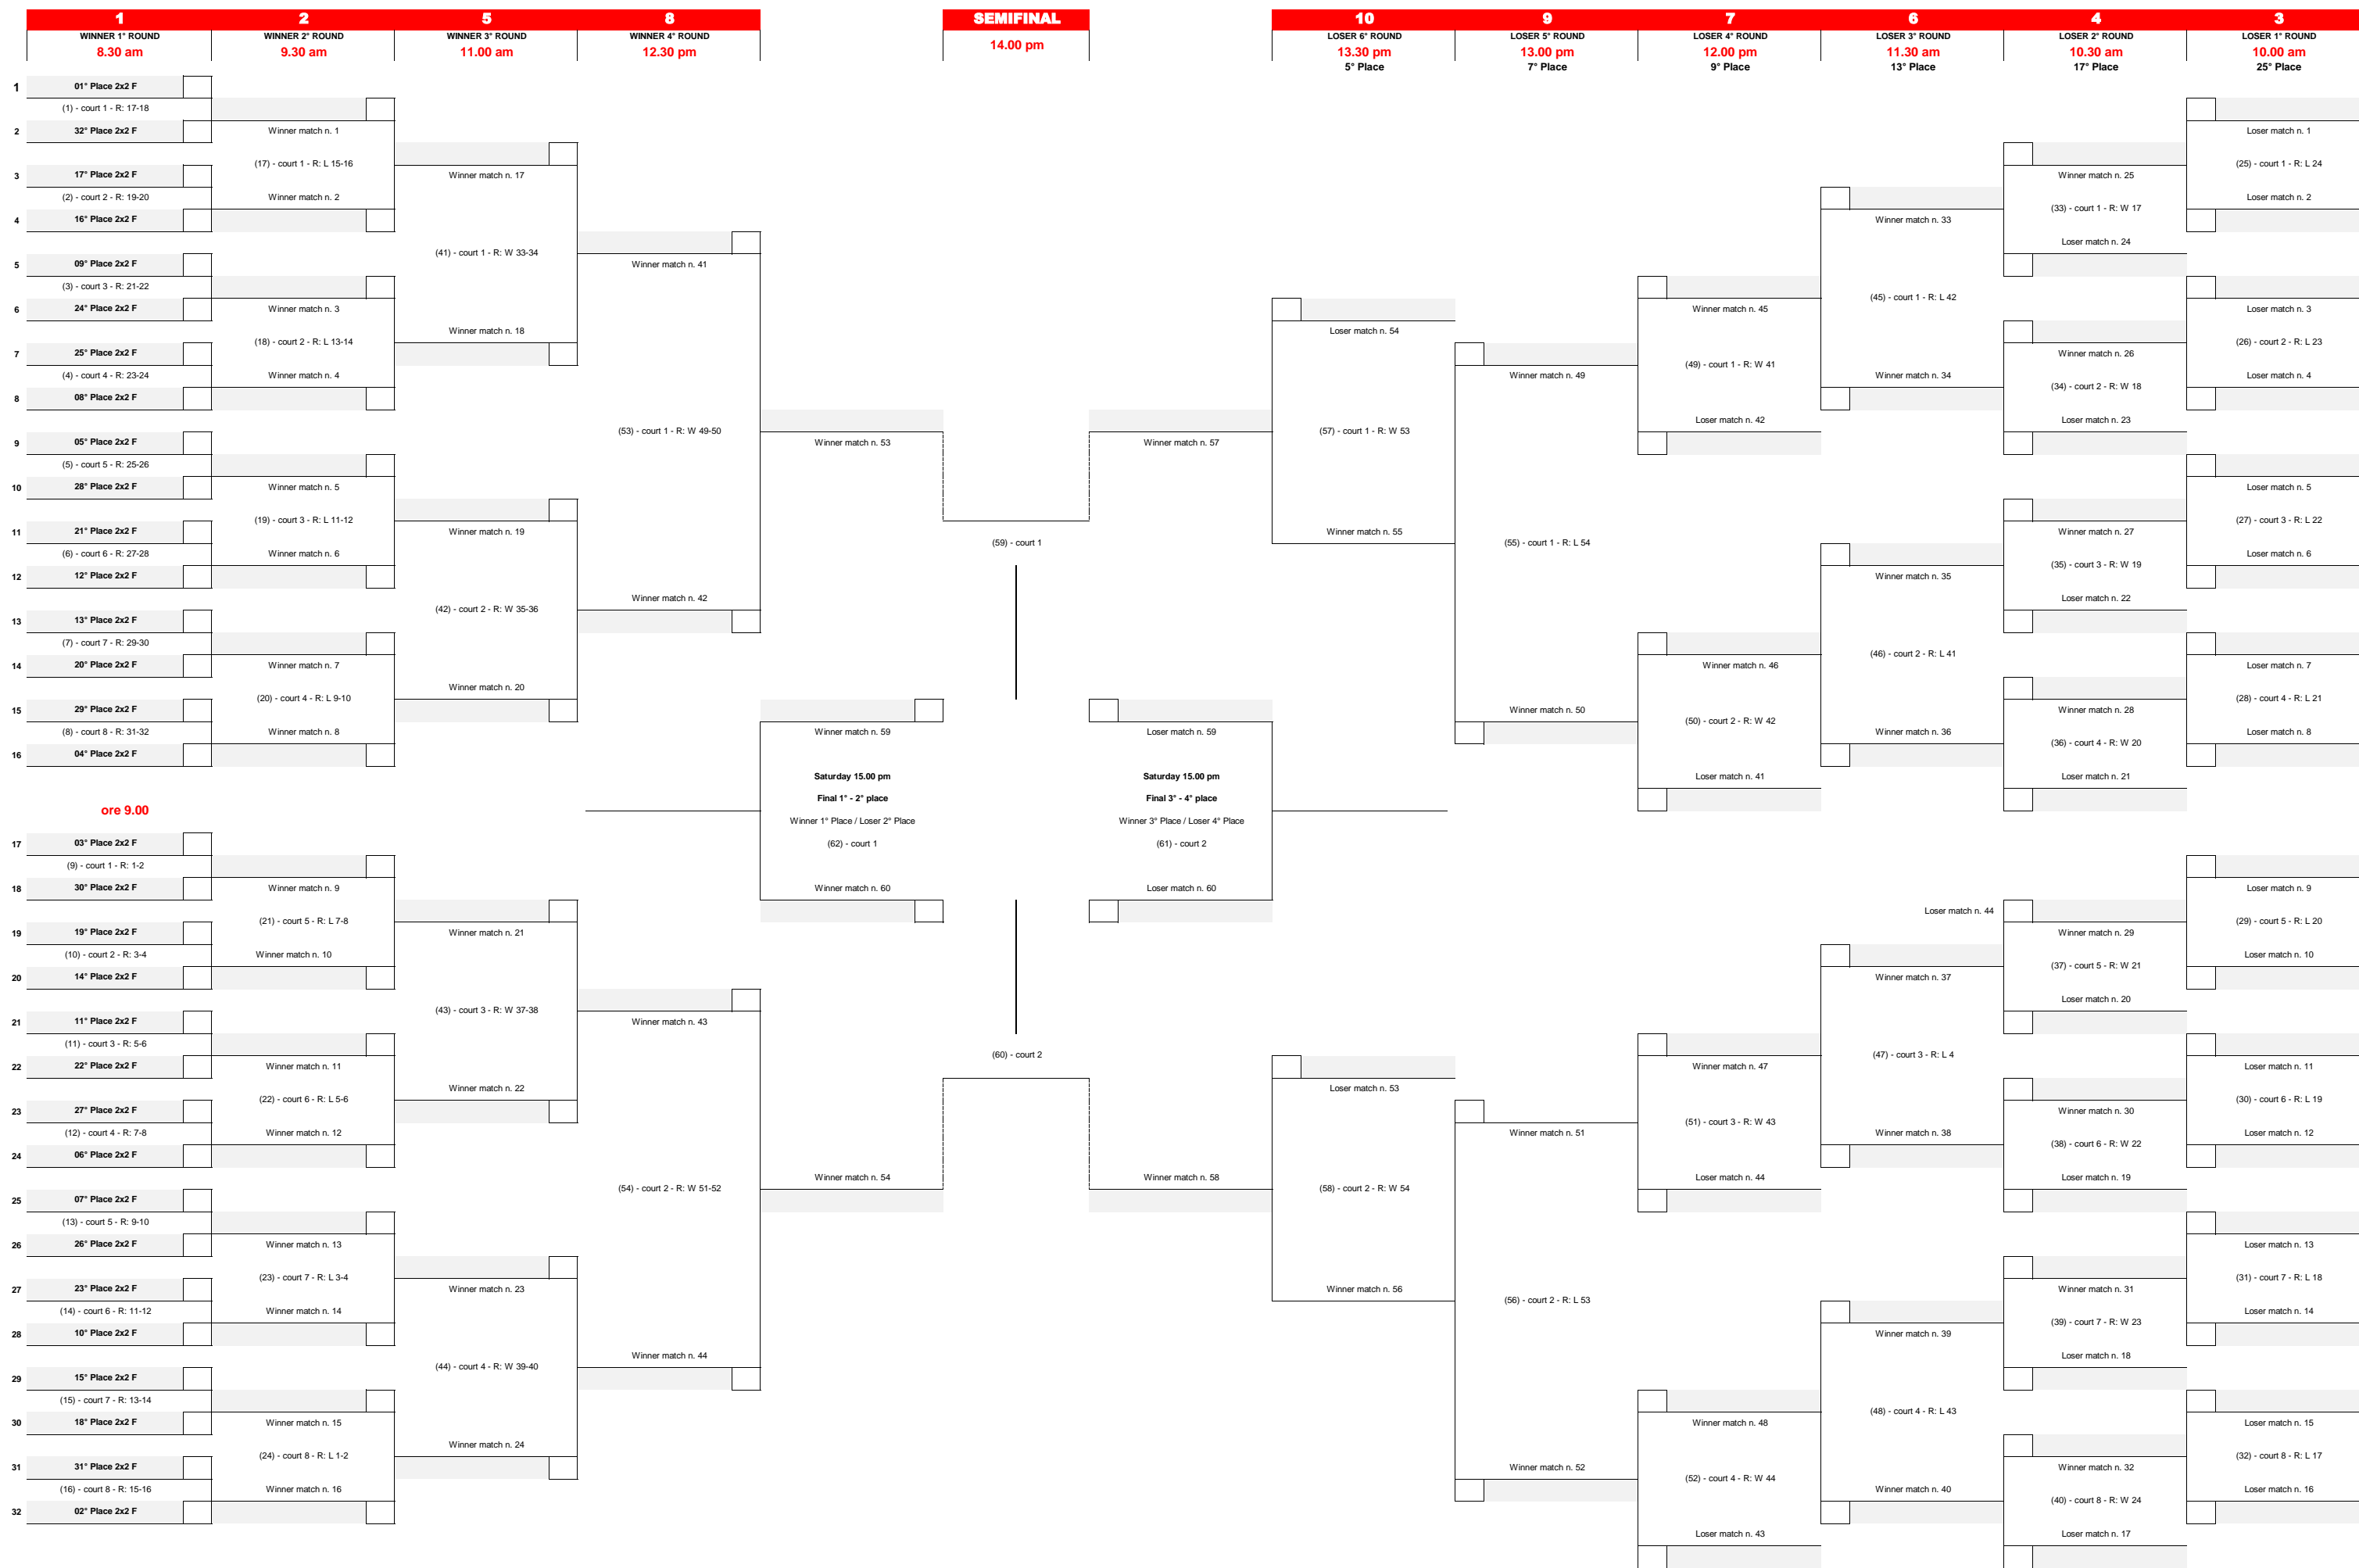 1 2 5 8 SEMIFINAL 10 9 7 6 4 3
WINNER 1° ROUND WINNER 2° ROUND WINNER 3° ROUND WINNER 4° ROUND LOSER 6° ROUND LOSER 5° ROUND LOSER 4° ROUND LOSER 3° ROUND LOSER 2° ROUND LOSER 1° ROUND
8.30 am 9.30 am 11.00 am 12.30 pm 14.00 pm 13.30 pm 13.00 pm 12.00 pm 11.30 am 10.30 am 10.00 am
5° Place 7° Place 9° Place 13° Place 17° Place 25° Place
1 01° Place 2x2 F
(1) - court 1 - R: 17-18
2 32° Place 2x2 F
3 17° Place 2x2 F
(2) - court 2 - R: 19-20
4 16° Place 2x2 F
5 09° Place 2x2 F
(3) - court 3 - R: 21-22
6 24° Place 2x2 F
7 25° Place 2x2 F
(4) - court 4 - R: 23-24
8 08° Place 2x2 F
9 05° Place 2x2 F
(5) - court 5 - R: 25-26
10 28° Place 2x2 F
11 21° Place 2x2 F
(6) - court 6 - R: 27-28
12 12° Place 2x2 F
13 13° Place 2x2 F
(7) - court 7 - R: 29-30
14 20° Place 2x2 F
15 29° Place 2x2 F
(8) - court 8 - R: 31-32
16 04° Place 2x2 F
ore 9.00
17 03° Place 2x2 F
(9) - court 1 - R: 1-2
18 30° Place 2x2 F
19 19° Place 2x2 F
(10) - court 2 - R: 3-4
20 14° Place 2x2 F
21 11° Place 2x2 F
(11) - court 3 - R: 5-6
22 22° Place 2x2 F
23 27° Place 2x2 F
(12) - court 4 - R: 7-8
24 06° Place 2x2 F
25 07° Place 2x2 F
(13) - court 5 - R: 9-10
26 26° Place 2x2 F
27 23° Place 2x2 F
(14) - court 6 - R: 11-12
28 10° Place 2x2 F
29 15° Place 2x2 F
(15) - court 7 - R: 13-14
30 18° Place 2x2 F
31 31° Place 2x2 F
(16) - court 8 - R: 15-16
32 02° Place 2x2 F
Winner match n. 1
(17) - court 1 - R: L 15-16
Winner match n. 2
Winner match n. 3
(18) - court 2 - R: L 13-14
Winner match n. 4
Winner match n. 5
(19) - court 3 - R: L 11-12
Winner match n. 6
Winner match n. 7
(20) - court 4 - R: L 9-10
Winner match n. 8
Winner match n. 9
(21) - court 5 - R: L 7-8
Winner match n. 10
Winner match n. 11
(22) - court 6 - R: L 5-6
Winner match n. 12
Winner match n. 13
(23) - court 7 - R: L 3-4
Winner match n. 14
Winner match n. 15
(24) - court 8 - R: L 1-2
Winner match n. 16
Winner match n. 17
(41) - court 1 - R: W 33-34
Winner match n. 18
Winner match n. 19
(42) - court 2 - R: W 35-36
Winner match n. 20
Winner match n. 21
(43) - court 3 - R: W 37-38
Winner match n. 22
Winner match n. 23
(44) - court 4 - R: W 39-40
Winner match n. 24
Winner match n. 41
(53) - court 1 - R: W 49-50
Winner match n. 42
Winner match n. 43
(54) - court 2 - R: W 51-52
Winner match n. 44
Winner match n. 53
Winner match n. 59
Saturday 15.00 pm
Final 1° - 2° place
Winner 1° Place / Loser 2° Place
(62) - court 1
Winner match n. 60
Winner match n. 54
(59) - court 1
(60) - court 2
Winner match n. 57
Loser match n. 59
Saturday 15.00 pm
Final 3° - 4° place
Winner 3° Place / Loser 4° Place
(61) - court 2
Loser match n. 60
Winner match n. 58
Loser match n. 54
(57) - court 1 - R: W 53
Winner match n. 55
Loser match n. 53
(58) - court 2 - R: W 54
Winner match n. 56
Winner match n. 49
(55) - court 1 - R: L 54
Winner match n. 50
Winner match n. 51
(56) - court 2 - R: L 53
Winner match n. 52
Winner match n. 45
(49) - court 1 - R: W 41
Loser match n. 42
Winner match n. 46
(50) - court 2 - R: W 42
Loser match n. 41
Winner match n. 47
(51) - court 3 - R: W 43
Loser match n. 44
Winner match n. 48
(52) - court 4 - R: W 44
Loser match n. 43
Winner match n. 33
(45) - court 1 - R: L 42
Winner match n. 34
Winner match n. 35
(46) - court 2 - R: L 41
Winner match n. 36
Loser match n. 44
Winner match n. 37
(47) - court 3 - R: L 4
Winner match n. 38
Winner match n. 39
(48) - court 4 - R: L 43
Winner match n. 40
Winner match n. 25
(33) - court 1 - R: W 17
Loser match n. 24
Winner match n. 26
(34) - court 2 - R: W 18
Loser match n. 23
Winner match n. 27
(35) - court 3 - R: W 19
Loser match n. 22
Winner match n. 28
(36) - court 4 - R: W 20
Loser match n. 21
Winner match n. 29
(37) - court 5 - R: W 21
Loser match n. 20
Winner match n. 30
(38) - court 6 - R: W 22
Loser match n. 19
Winner match n. 31
(39) - court 7 - R: W 23
Loser match n. 18
Winner match n. 32
(40) - court 8 - R: W 24
Loser match n. 17
Loser match n. 1
(25) - court 1 - R: L 24
Loser match n. 2
Loser match n. 3
(26) - court 2 - R: L 23
Loser match n. 4
Loser match n. 5
(27) - court 3 - R: L 22
Loser match n. 6
Loser match n. 7
(28) - court 4 - R: L 21
Loser match n. 8
Loser match n. 9
(29) - court 5 - R: L 20
Loser match n. 10
Loser match n. 11
(30) - court 6 - R: L 19
Loser match n. 12
Loser match n. 13
(31) - court 7 - R: L 18
Loser match n. 14
Loser match n. 15
(32) - court 8 - R: L 17
Loser match n. 16